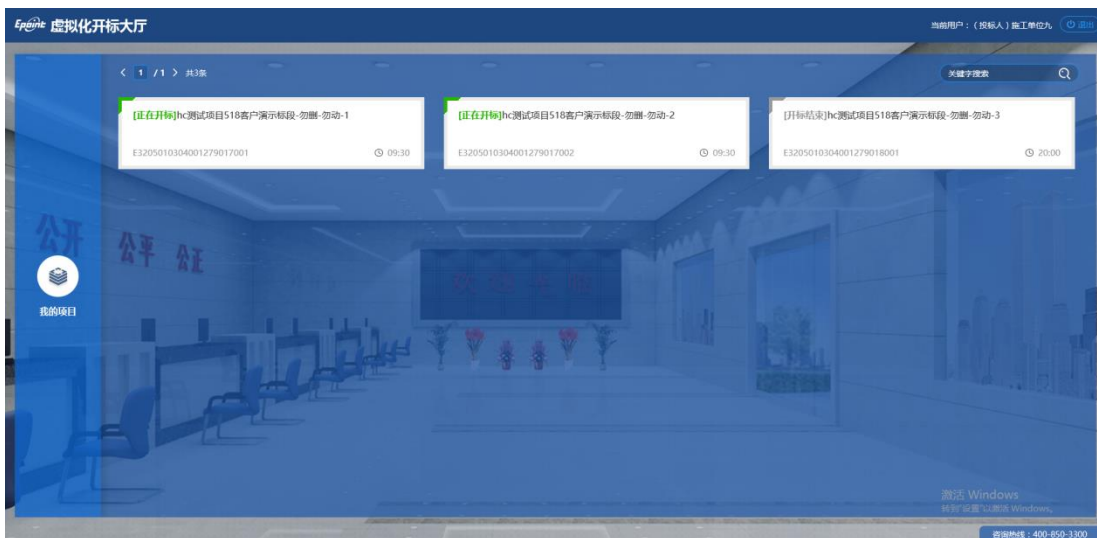 Epoint 虚拟化开标大厅
当前用户：（投标人）施工单位九 退出
1 /1 共3条
关键字搜索
[正在开标]hc测试项目518客户演示标段-勿删-勿动-1
E3205010304001279017001 09:30
[正在开标]hc测试项目518客户演示标段-勿删-勿动-2
E3205010304001279017002 09:30
[开标结束]hc测试项目518客户演示标段-勿删-勿动-3
E3205010304001279018001 20:00
公开 公平 公正
我的项目
激活 Windows
转到"设置"以激活 Windows。
咨询热线：400-850-3300